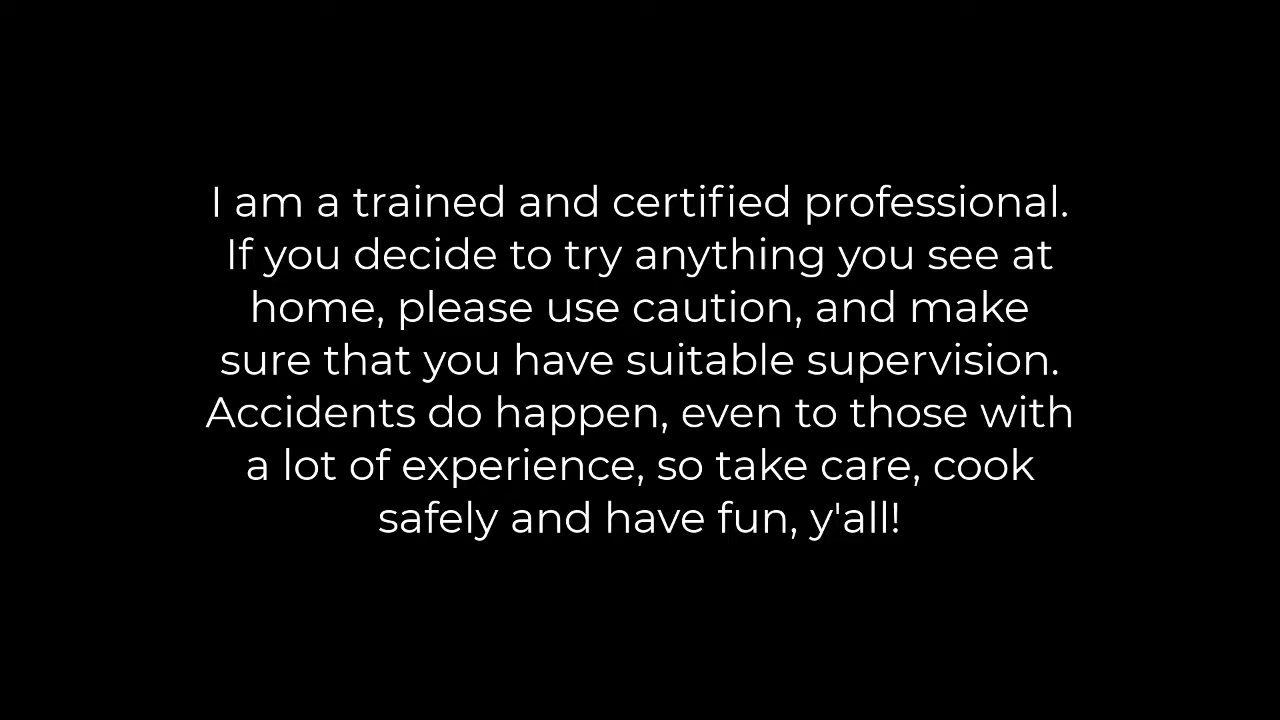 I am a trained and certified professional.
If you decide to try anything you see at
home, please use caution, and make
sure that you have suitable supervision.
Accidents do happen, even to those with
a lot of experience, so take care, cook
safely and have fun, y'all!